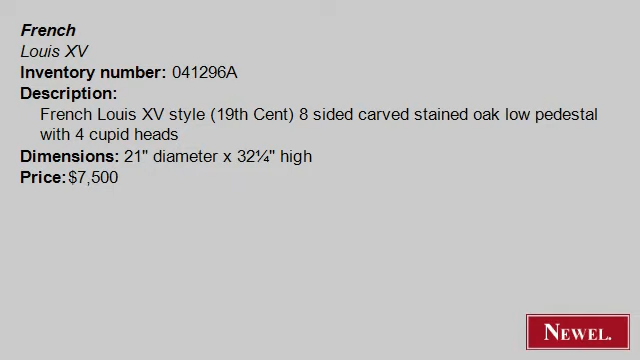 French
Louis XV
Inventory number: 041296A
Description:
French Louis XV style (19th Cent) 8 sided carved stained oak low pedestal
with 4 cupid heads
Dimensions: 21" diameter x 32¼" high
Price:$7,500
NEWEL.